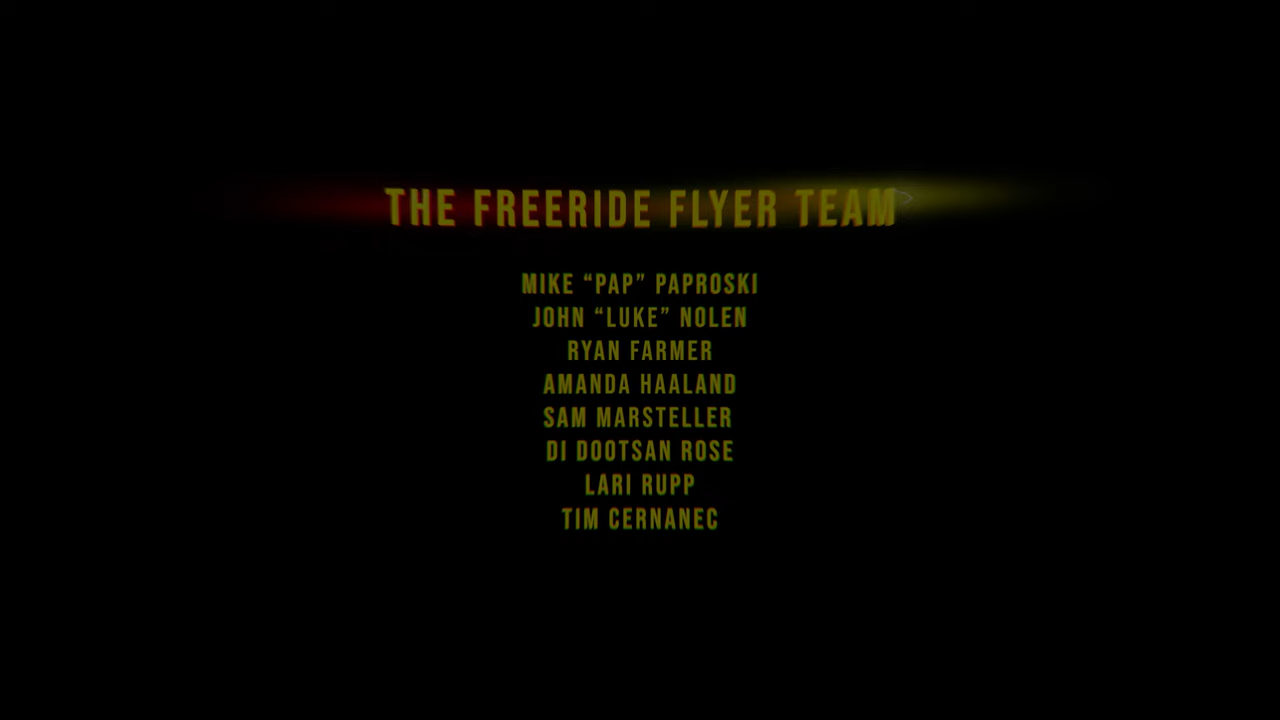 THE FREERIDE FLYER TEAM
MIKE “PAP” PAPROSKI
JOHN “LUKE” NOLEN
RYAN FARMER
AMANDA HAALAND
SAM MARSTELLER
DI DOOTSAN ROSE
LARI RUPP
TIM CERNANEC